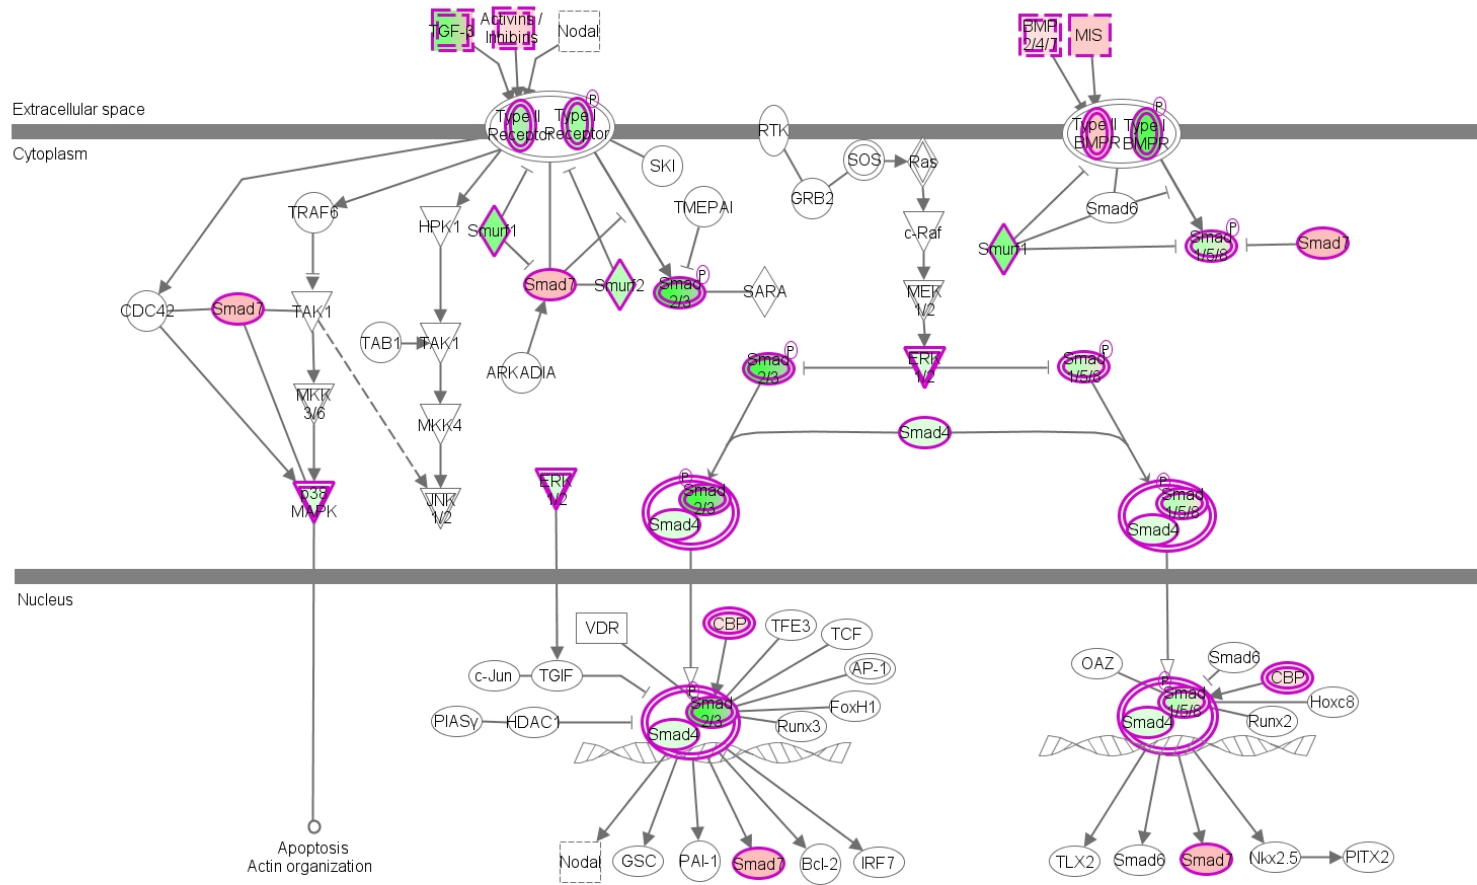 TGF-3
Activins /
Inhibins
Nodal
BMP
2/4/7
MIS
Extracellular space
Cytoplasm
Type II
Receptor
P
Type I
Receptor
RTK
P
Type II
BMPR
Type I
BMPR
SKI
SOS
Ras
GRB2
TRAF6
HPK1
Smurf1
TMEPAI
c-Raf
Smad6
Smurf1
P
Smad
1/5/8
Smad7
CDC42
Smad7
TAK1
Smad7
Smurf2
P
Smad
2/3
SARA
MEK
1/2
TAB1
TAK1
ARKADIA
P
Smad
2/3
ERK
1/2
P
Smad
1/5/8
MKK
3/6
MKK4
Smad4
p38
MAPK
JNK
1/2
ERK
1/2
P
Smad
2/3
Smad4
P
Smad
1/5/8
Smad4
Nucleus
VDR
CBP
TFE3
TCF
AP-1
FoxH1
Runx3
c-Jun
TGIF
PIASγ
HDAC1
P
Smad
2/3
Smad4
OAZ
Smad6
CBP
Hoxc8
Runx2
P
Smad
1/5/8
Smad4
Apoptosis
Actin organization
Nodal
GSC
PAI-1
Smad7
Bcl-2
IRF7
TLX2
Smad6
Smad7
Nkx2.5
PITX2